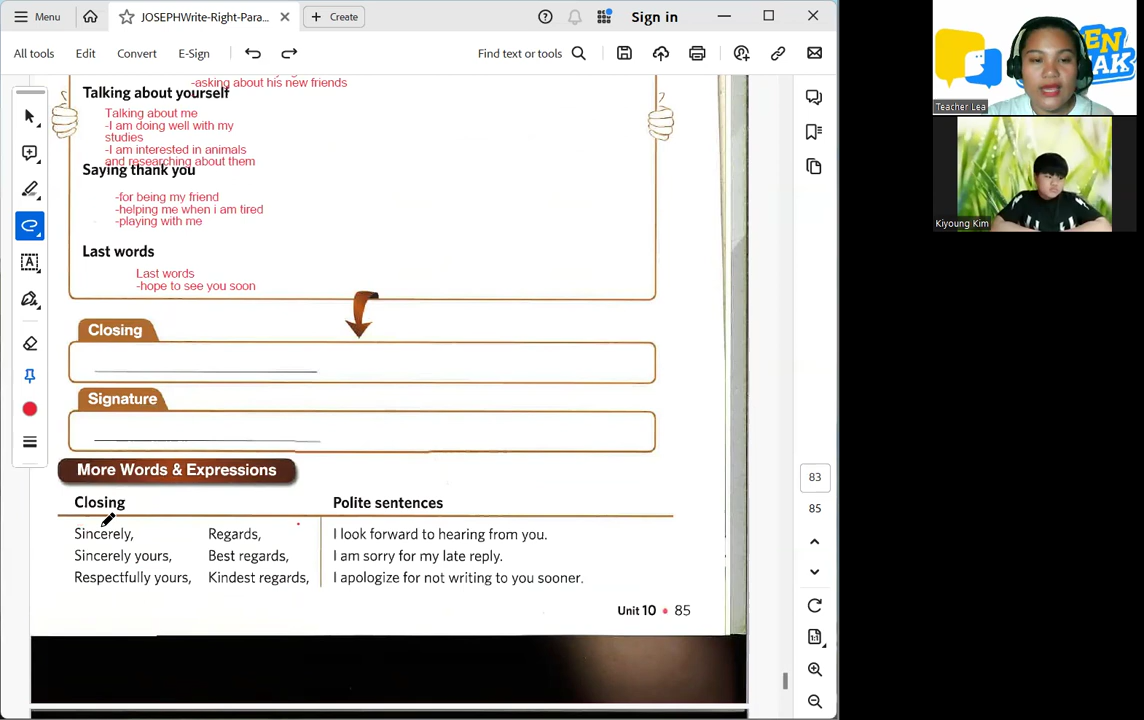 Menu
JOSEPHWrite-Right-Para...
Create
Sign in
All tools
Edit
Convert
E-Sign
Find text or tools
-asking about his new friends
Talking about yourself
Talking about me
-I am doing well with my
studies
-I am interested in animals
and researching about them
Saying thank you
-for being my friend
-helping me when i am tired
-playing with me
Last words
Last words
-hope to see you soon
Closing
Signature
More Words & Expressions
Closing
Polite sentences
Sincerely,
Regards,
I look forward to hearing from you.
Sincerely yours,
Best regards,
I am sorry for my late reply.
Respectfully yours,
Kindest regards,
I apologize for not writing to you sooner.
Unit 10 • 85
83
85
1:1
EN
AK
Teacher Lea
Kiyoung Kim